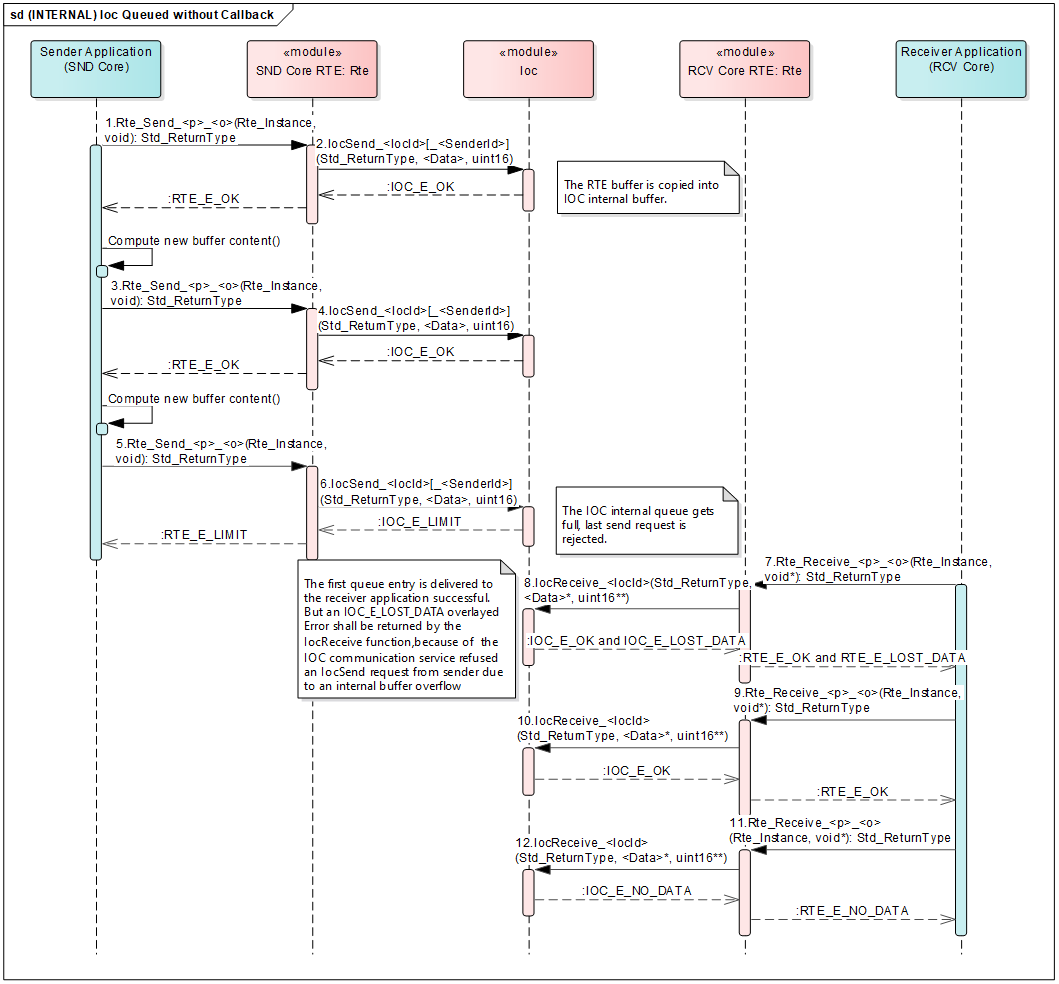 sd (INTERNAL) Ioc Queued without Callback
Sender Application
(SND Core)
«module»
SND Core RTE: Rte
«module»
Ioc
«module»
RCV Core RTE: Rte
Receiver Application
(RCV Core)
1.Rte_Send_<p>_<o>(Rte_Instance,
void): Std_ReturnType
2.IocSend_<IocId>[_<SenderId>]
(Std_ReturnType, <Data>, uint16)
:IOC_E_OK
:RTE_E_OK
The RTE buffer is copied into
IOC internal buffer.
Compute new buffer content()
3.Rte_Send_<p>_<o>(Rte_Instance,
void): Std_ReturnType
4.IocSend_<IocId>[_<SenderId>]
(Std_ReturnType, <Data>, uint16)
:IOC_E_OK
:RTE_E_OK
Compute new buffer content()
5.Rte_Send_<p>_<o>(Rte_Instance,
void): Std_ReturnType
6.IocSend_<IocId>[_<SenderId>]
(Std_ReturnType, <Data>, uint16)
:IOC_E_LIMIT
:RTE_E_LIMIT
The IOC internal queue gets
full, last send request is
rejected.
7.Rte_Receive_<p>_<o>(Rte_Instance,
void*): Std_ReturnType
8.IocReceive_<IocId>(Std_ReturnType,
<Data>*, uint16**)
The first queue entry is delivered to
the receiver application successful.
But an IOC_E_LOST_DATA overlayed
Error shall be returned by the
IocReceive function,because of the
IOC communication service refused
an IocSend request from sender due
to an internal buffer overflow
:IOC_E_OK and IOC_E_LOST_DATA
:RTE_E_OK and RTE_E_LOST_DATA
9.Rte_Receive_<p>_<o>(Rte_Instance,
void*): Std_ReturnType
10.IocReceive_<IocId>
(Std_ReturnType, <Data>*, uint16**)
:IOC_E_OK
:RTE_E_OK
11.Rte_Receive_<p>_<o>
(Rte_Instance, void*): Std_ReturnType
12.IocReceive_<IocId>
(Std_ReturnType, <Data>*, uint16**)
:IOC_E_NO_DATA
:RTE_E_NO_DATA